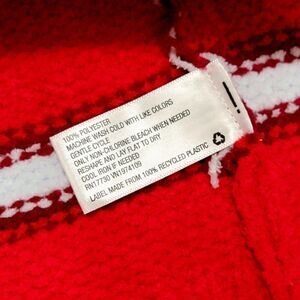 100% POLYESTER
MACHINE WASH COLD WITH LIKE COLORS
GENTLE CYCLE
ONLY NON-CHLORINE BLEACH WHEN NEEDED
RESHAPE AND LAY FLAT TO DRY
COOL IRON IF NEEDED
RN17730 VN1974109
LABEL MADE FROM 100% RECYCLED PLASTIC